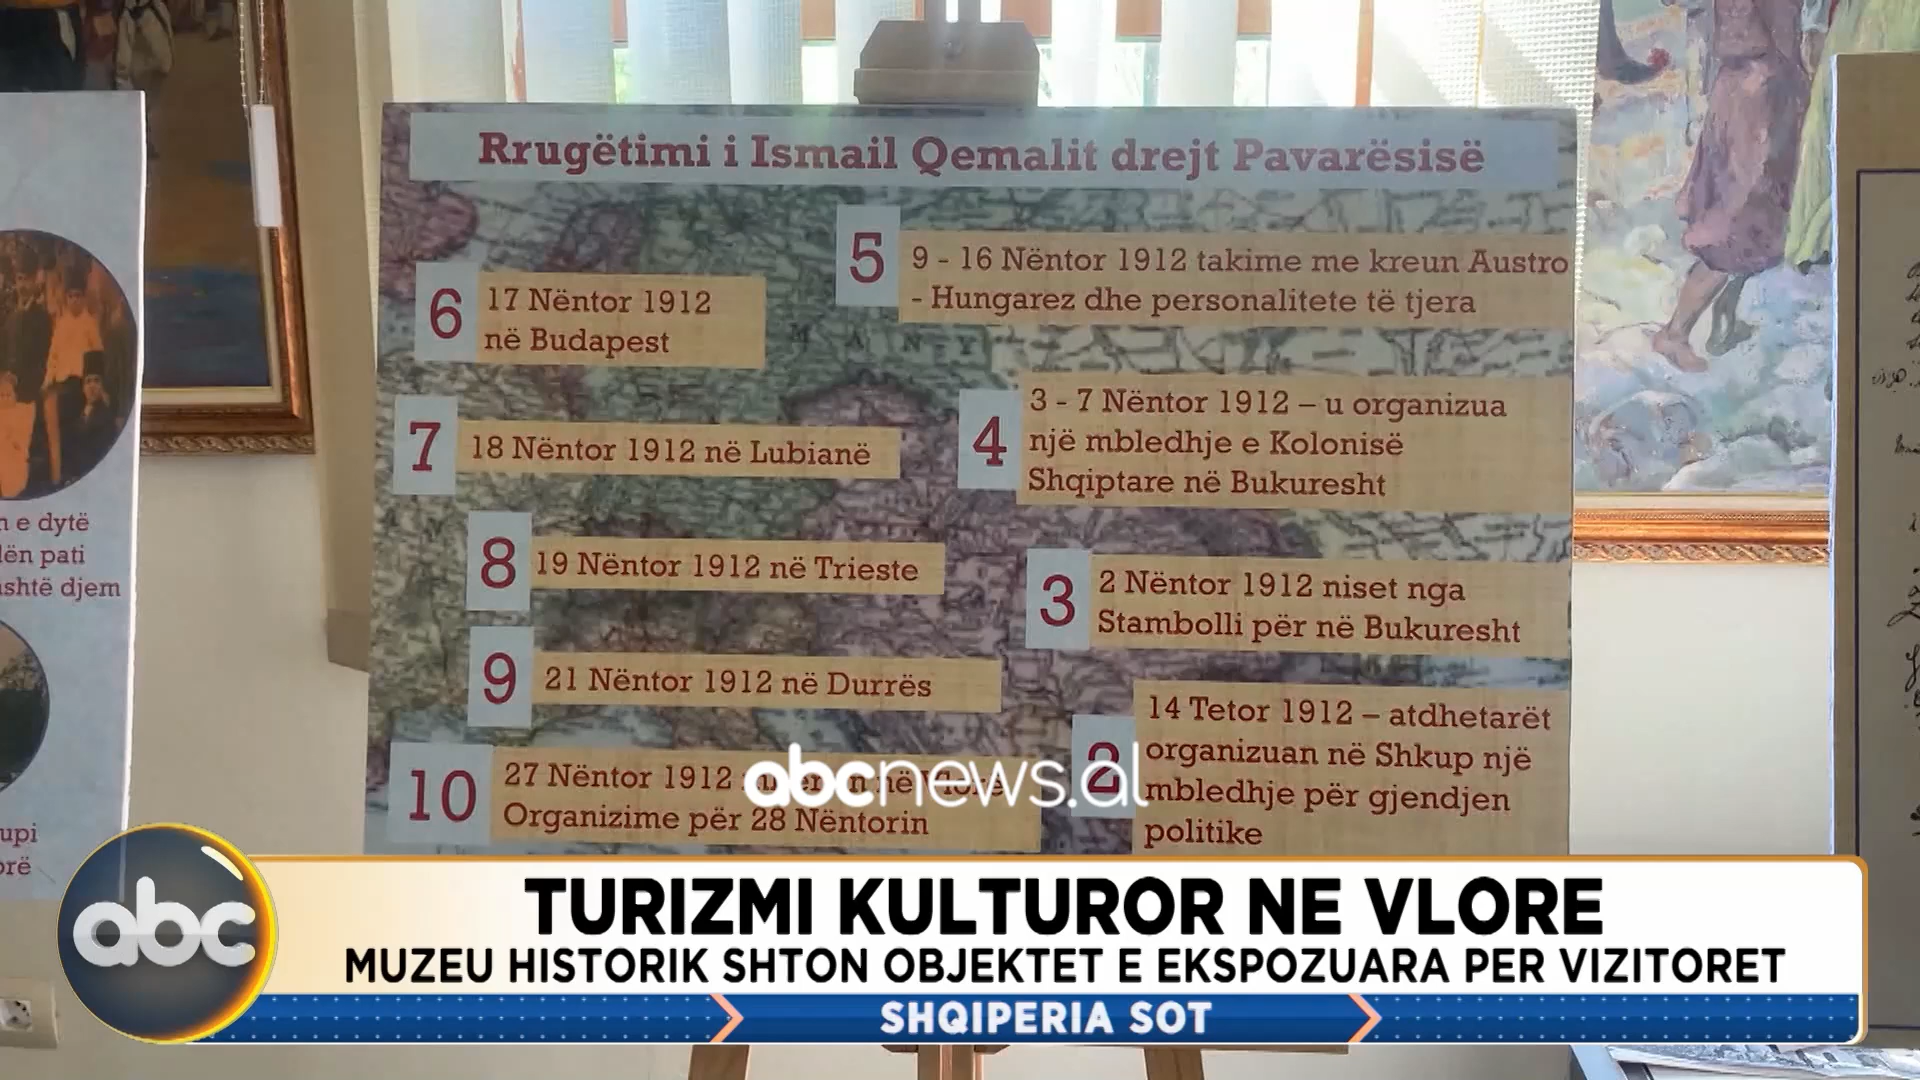 Rrugëtimi i Ismail Qemalit drejt Pavarësisë
5
9 - 16 Nëntor 1912 takime me kreun Austro
- Hungarez dhe personalitete të tjera
6
17 Nëntor 1912
në Budapest
4
3 - 7 Nëntor 1912 – u organizua
një mbledhje e Kolonisë
Shqiptare në Bukuresht
7
18 Nëntor 1912 në Lubianë
8
19 Nëntor 1912 në Trieste
3
2 Nëntor 1912 niset nga
Stambolli për në Bukuresht
9
21 Nëntor 1912 në Durrës
2
14 Tetor 1912 – atdhetarët
organizuan në Shkup një
mbledhje për gjendjen
politike
10
27 Nëntor 1912 në Vlorë
Organizime për 28 Nëntorin
abcnews.al
e dytë
pati
djem
M A N Y
abc
TURIZMI KULTUROR NE VLORE
MUZEU HISTORIK SHTON OBJEKTET E EKSPOZUARA PER VIZITORET
SHQIPERIA SOT